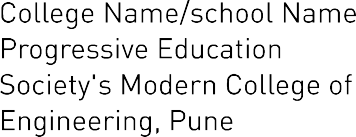 College Name/school Name
Progressive Education
Society's Modern College of
Engineering, Pune